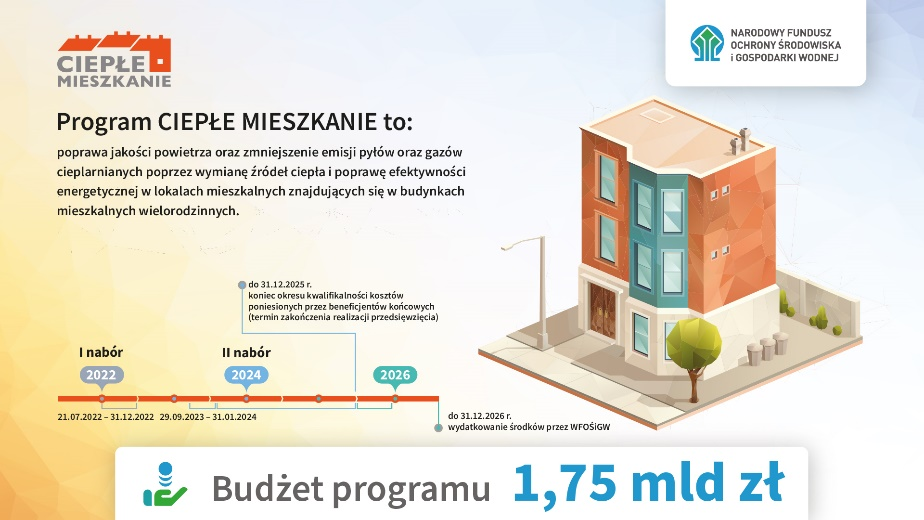 CIEPŁE
MIESZKANIE
NARODOWY FUNDUSZ
OCHRONY ŚRODOWISKA
i GOSPODARKI WODNEJ
Program CIEPŁE MIESZKANIE to:
poprawa jakości powietrza oraz zmniejszenie emisji pyłów oraz gazów
cieplarnianych poprzez wymianę źródeł ciepła i poprawę efektywności
energetycznej w lokalach mieszkalnych znajdujących się w budynkach
mieszkalnych wielorodzinnych.
do 31.12.2025 r.
koniec okresu kwalifikalności kosztów
poniesionych przez beneficjentów końcowych
(termin zakończenia realizacji przedsięwzięcia)
I nabór
II nabór
2022
2024
2026
21.07.2022 – 31.12.2022
29.09.2023 – 31.01.2024
do 31.12.2026 r.
wydatkowanie środków przez WFOŚiGW
Budżet programu 1,75 mld zł